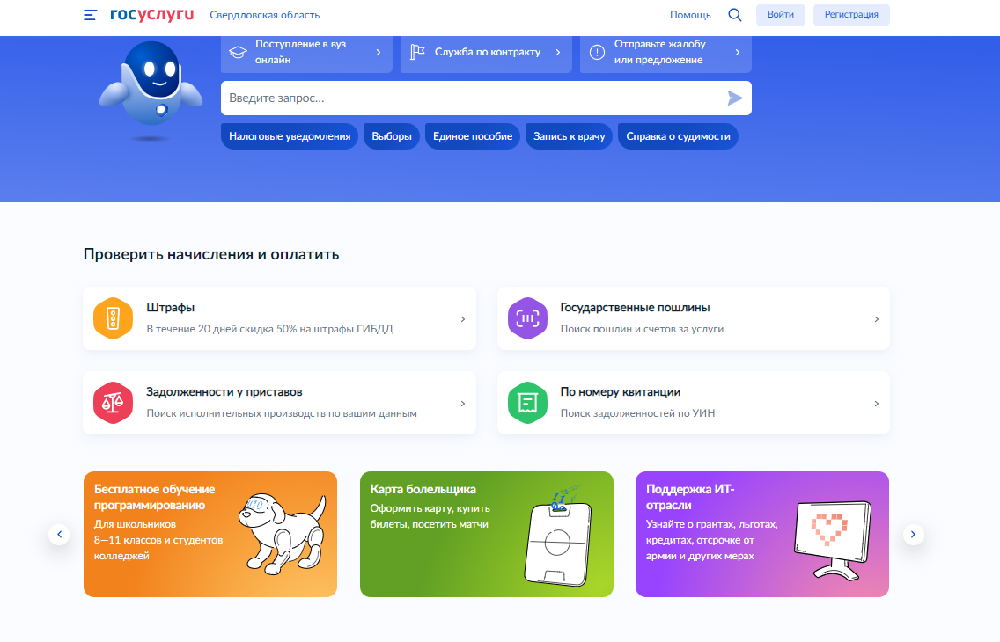 госуслуги Свердловская область Помощь Войти Регистрация
Поступление в вуз
онлайн
Служба по контракту
Отправьте жалобу
или предложение
Введите запрос...
Налоговые уведомления Выборы Единое пособие Запись к врачу Справка о судимости
Проверить начисления и оплатить
Штрафы
В течение 20 дней скидка 50% на штрафы ГИБДД
Государственные пошлины
Поиск пошлин и счетов за услуги
Задолженности у приставов
Поиск исполнительных производств по вашим данным
По номеру квитанции
Поиск задолженностей по УИН
Бесплатное обучение
программированию
Для школьников
8—11 классов и студентов
колледжей
Карта болельщика
Оформить карту, купить
билеты, посетить матчи
Поддержка ИТ-
отрасли
Узнайте о грантах, льготах,
кредитах, отсрочке от
армии и других мерах